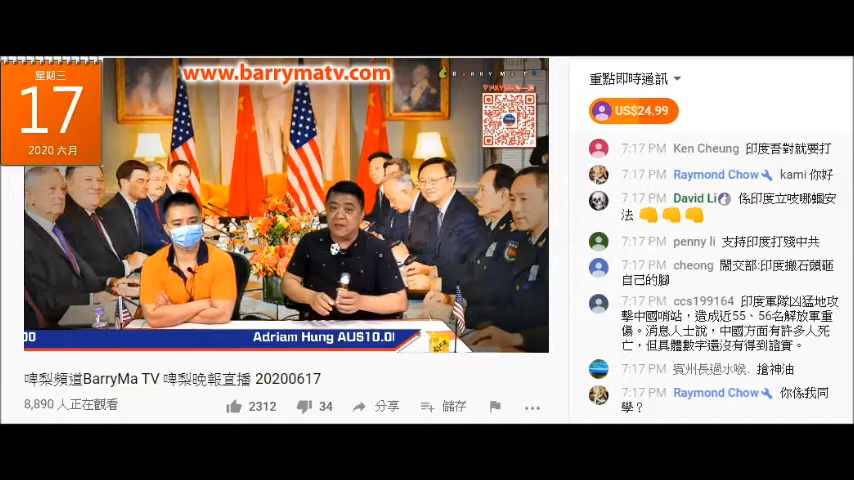 星期三
17
2020 六月
www.barrymatv.com
BARRYMATV
00
Adriam Hung AU$10.0
啤梨頻道BarryMa TV 啤梨晚報直播 20200617
8,890 人正在觀看
2312
34
分享
儲存
重點即時通訊
US$24.99
7:17 PM Ken Cheung 印度吾對就要打
7:17 PM Raymond Chow kami 你好
7:17 PM David Li 係印度立吱哪蟈安
法 👊👊👊
7:17 PM penny li 支持印度打殘中共
7:17 PM cheong 鬧交部:印度搬石頭砸
自己的腳
7:17 PM ccs199164 印度軍隊凶猛地攻
擊中國哨站，造成近55、56名解放軍重
傷。消息人士說，中國方面有許多人死
亡，但具體數字還沒有得到證實。
7:17 PM 賓州長過水喉. 搶神油
7:17 PM Raymond Chow 你係我同
學？